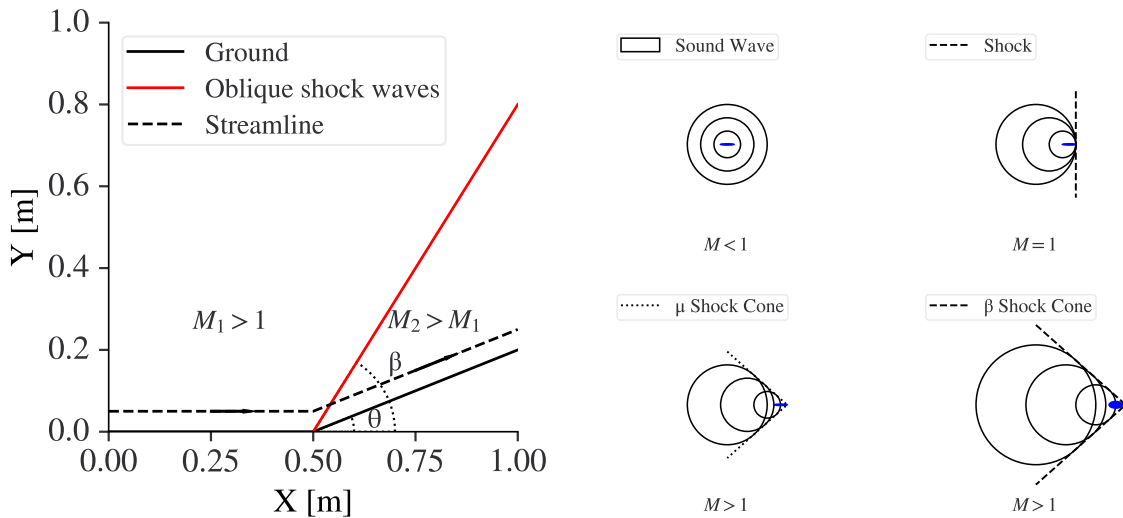 1.0
0.8
0.6
0.4
0.2
0.0
Y [m]
Ground
Oblique shock waves
Streamline
M₁ > 1
M₂ > M₁
β
θ
0.00
0.25
0.50
0.75
1.00
X [m]
Sound Wave
M < 1
Shock
M = 1
μ Shock Cone
M > 1
β Shock Cone
M > 1